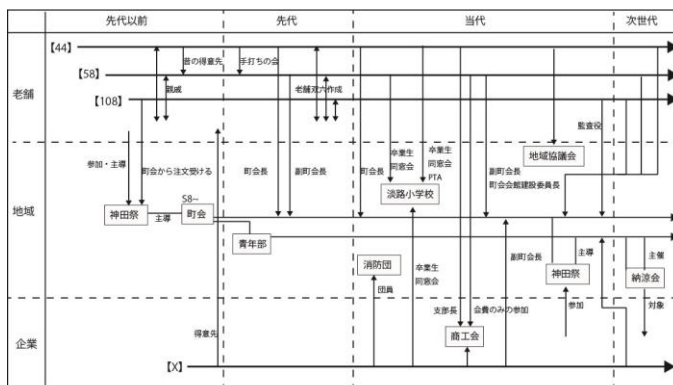 先代以前
先代
当代
次世代
老舗
【44】
昔の得意先
手打ちの会
【58】
親戚
老舗双六作成
【108】
監査役
地域
参加・主導
町会から注文受ける
町会長
副町会長
町会長
卒業生
同窓会
卒業生
同窓会
PTA
副町会長
町会会館建設委員長
地域協議会
淡路小学校
神田祭
主導
S8~
町会
青年部
消防団
団員
卒業生
同窓会
副町会長
神田祭
主導
主催
納涼会
企業
得意先
支部長
会費のみの参加
商工会
参加
対象
【X】